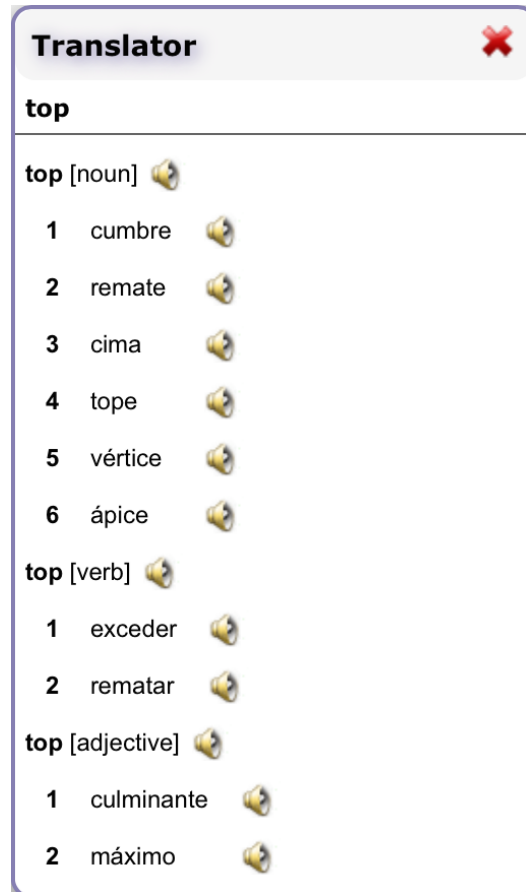 Translator
top
top [noun]
1 cumbre
2 remate
3 cima
4 tope
5 vértice
6 ápice
top [verb]
1 exceder
2 rematar
top [adjective]
1 culminante
2 máximo